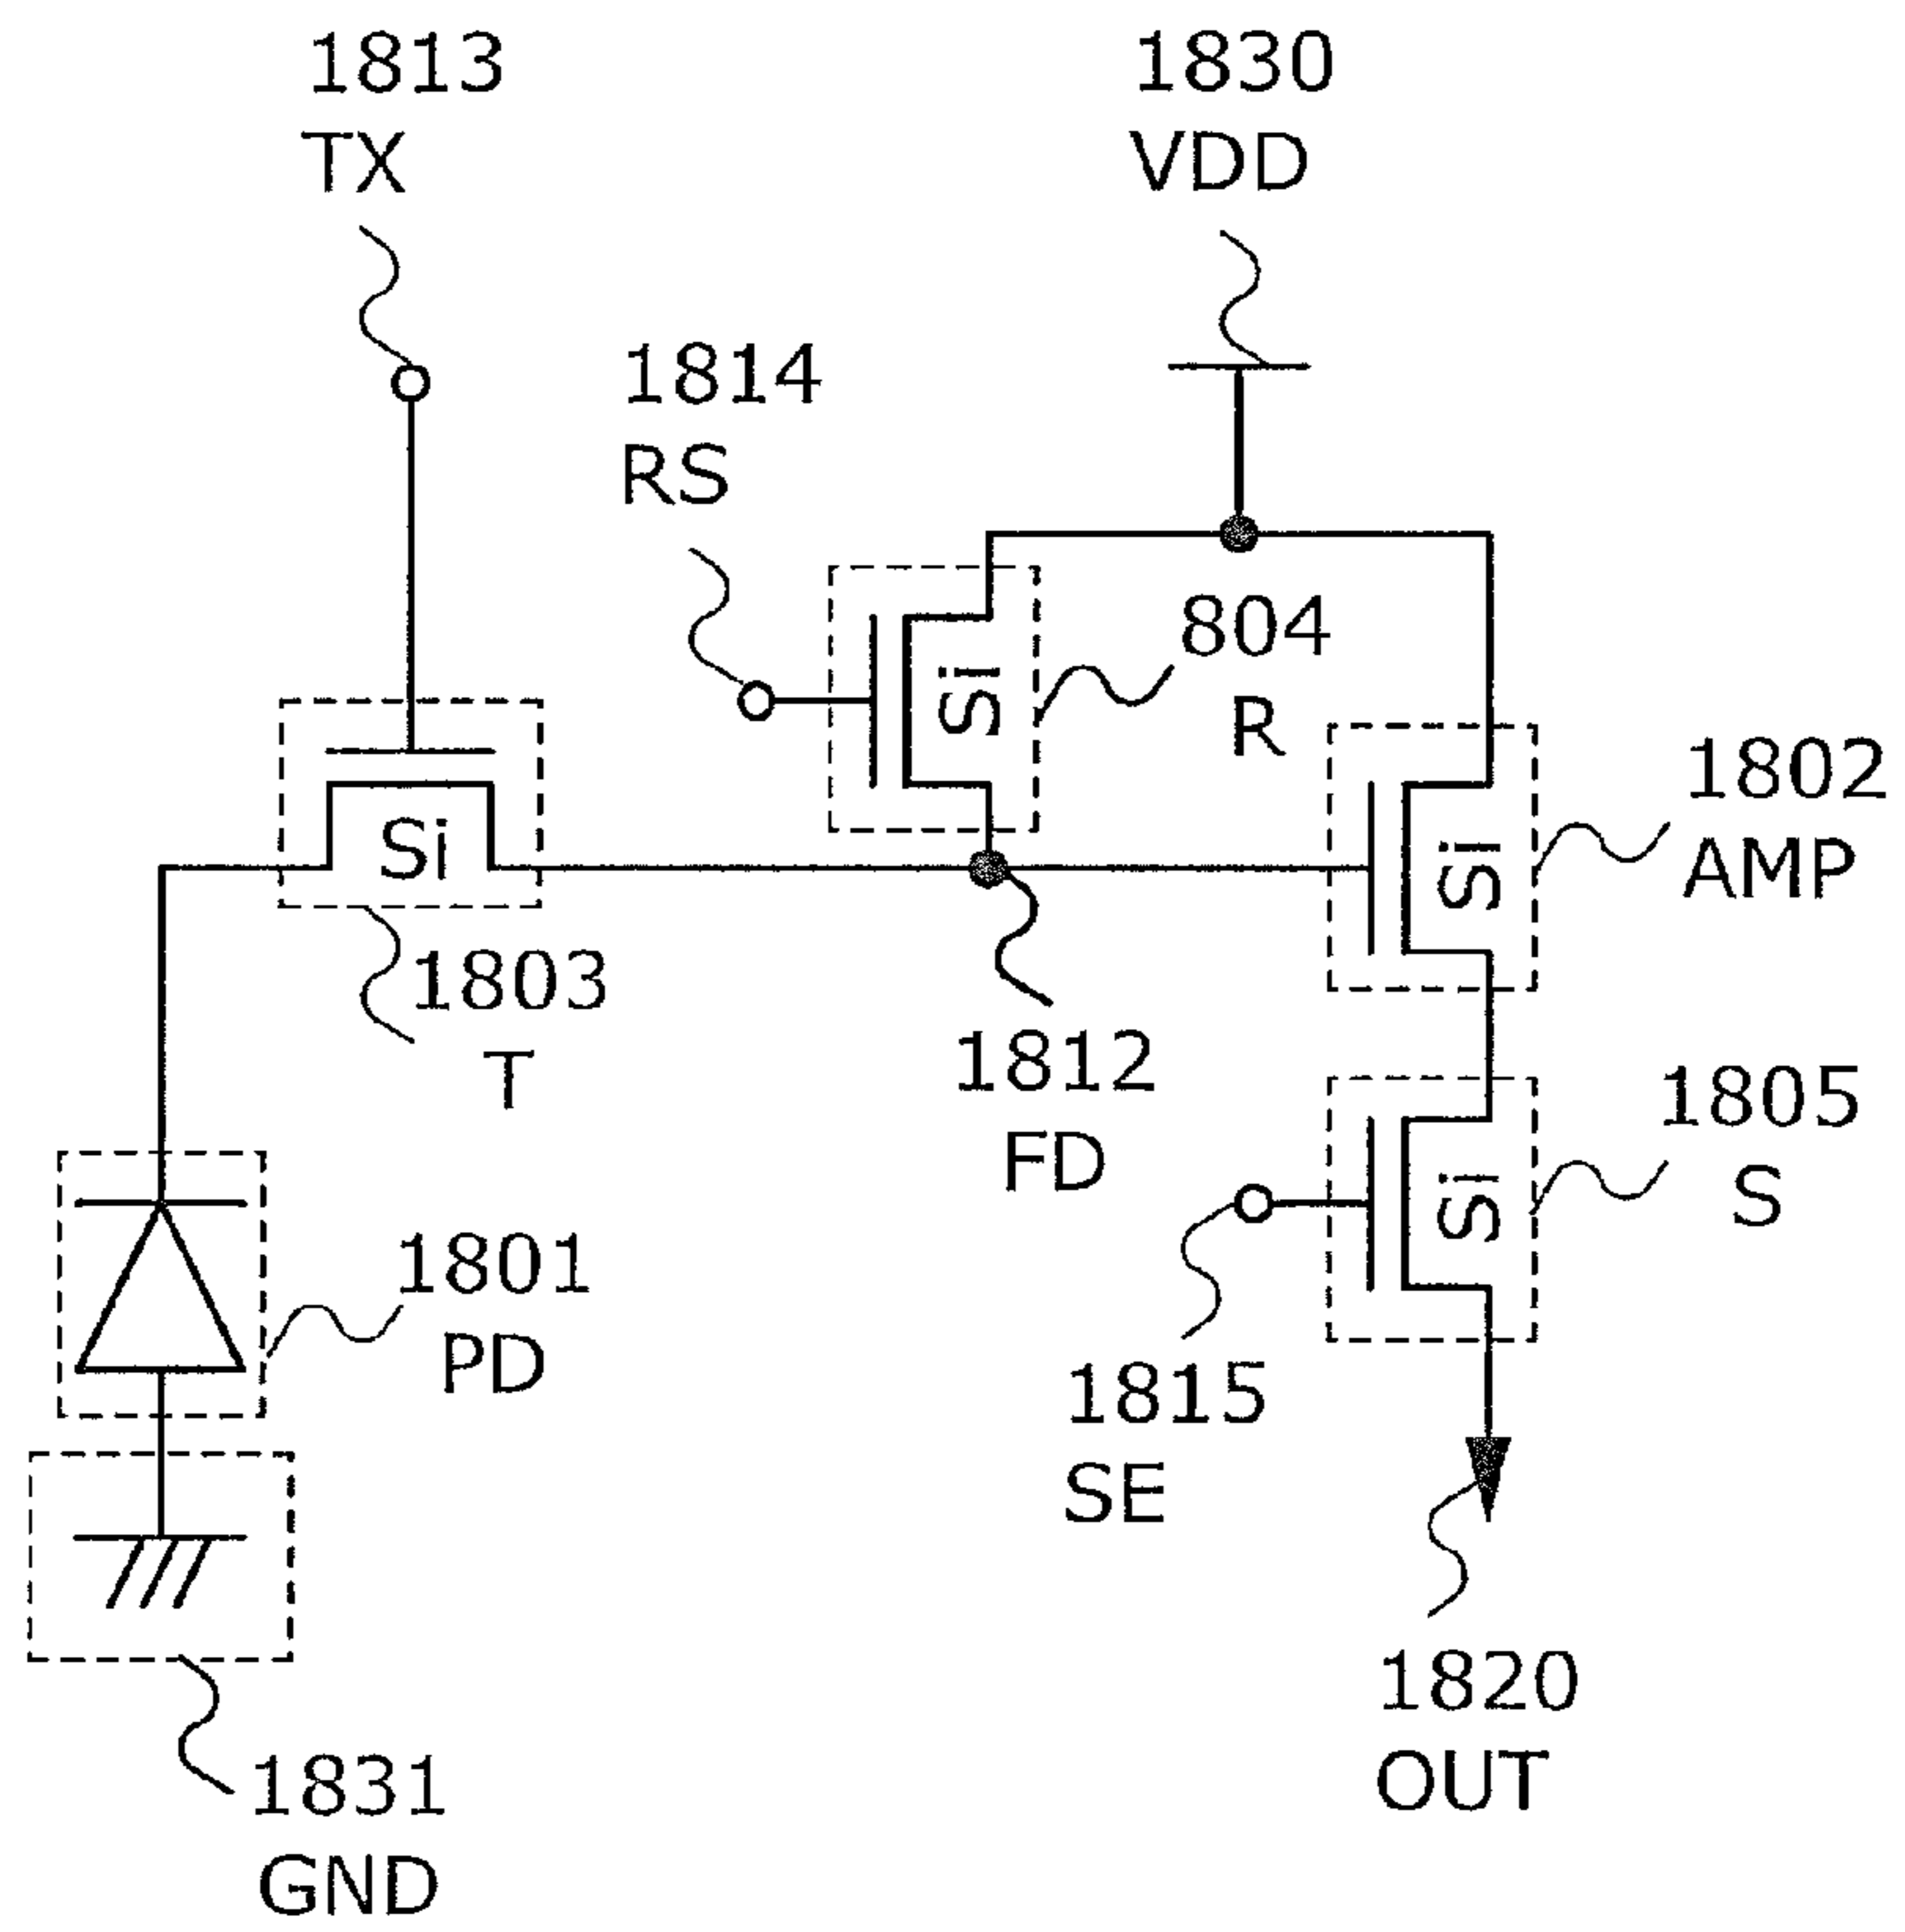 1813
TX
1830
VDD
1814
RS
804
R
Si
1802
AMP
Si
Si
1803
T
1812
FD
1805
S
Si
1801
PD
1815
SE
1820
OUT
1831
GND